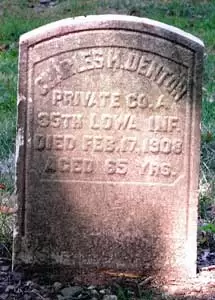 CHARLES H. DENTON
PRIVATE CO. A
35TH IOWA INF.
DIED FEB. 17, 1908
AGED 65 YRS.